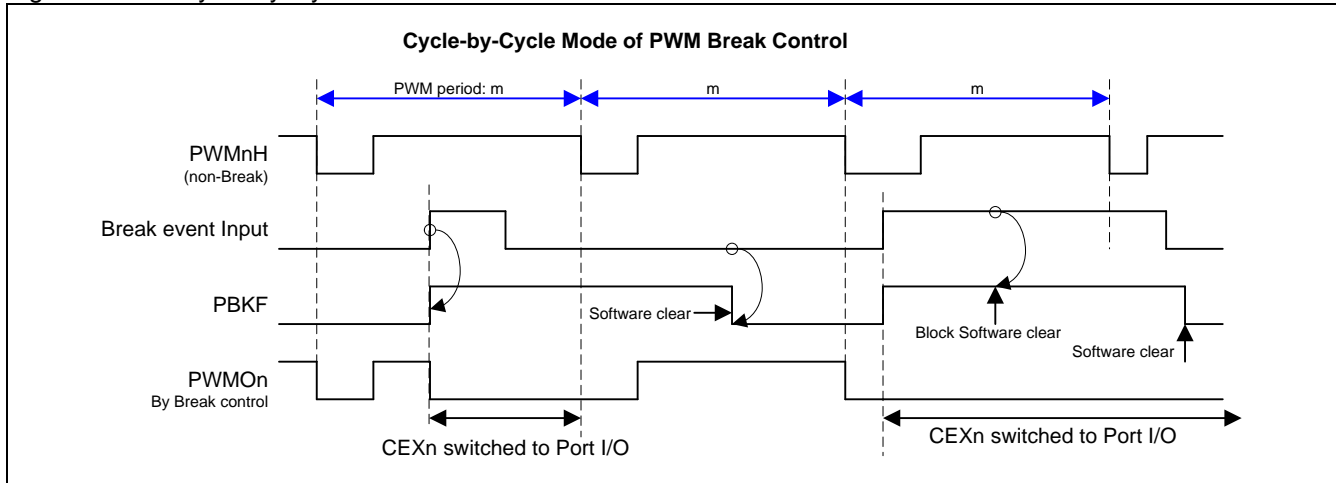 Cycle-by-Cycle Mode of PWM Break Control
PWM period: m
m
m
PWMnH
(non-Break)
Break event Input
PBKF
Software clear
Block Software clear
Software clear
PWMOn
By Break control
CEXn switched to Port I/O
CEXn switched to Port I/O